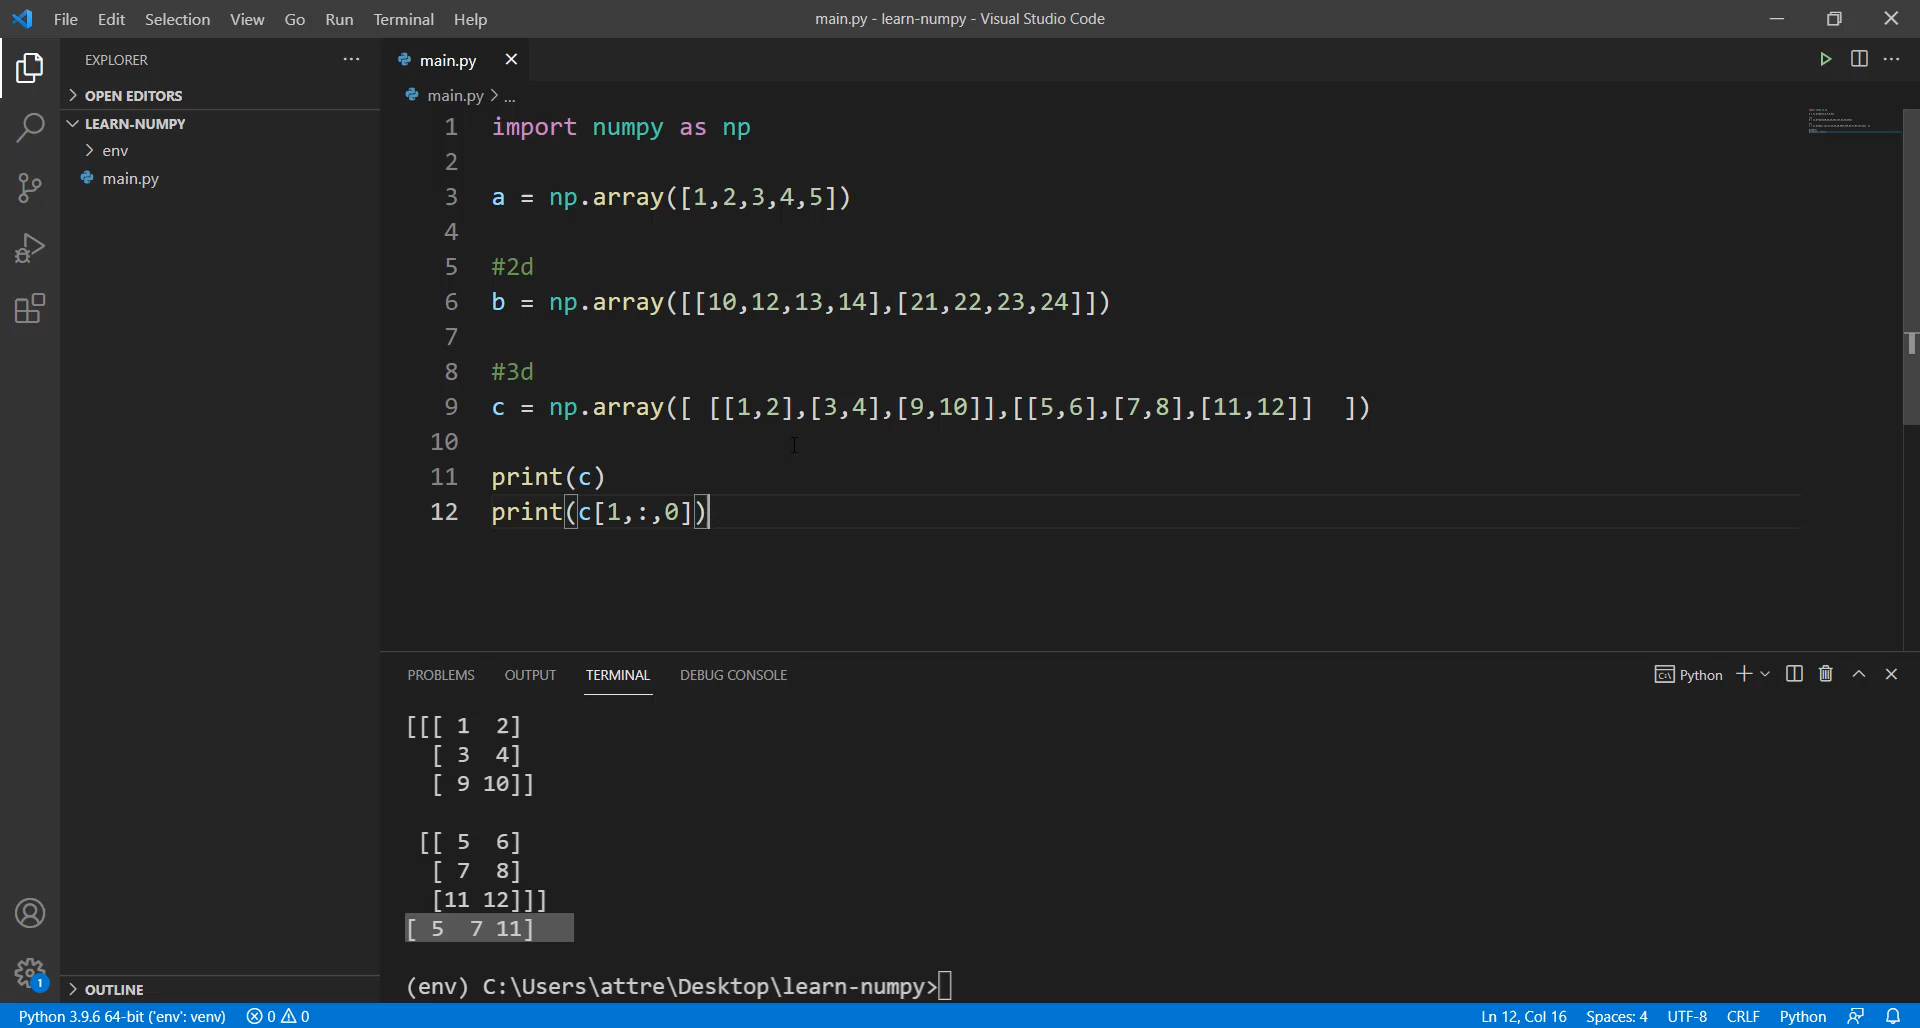 File Edit Selection View Go Run Terminal Help
main.py - learn-numpy - Visual Studio Code
EXPLORER
OPEN EDITORS
LEARN-NUMPY
env
main.py
OUTLINE
main.py
main.py > ...
1 import numpy as np
2
3 a = np.array([1,2,3,4,5])
4
5 #2d
6 b = np.array([[10,12,13,14],[21,22,23,24]])
7
8 #3d
9 c = np.array([ [[1,2],[3,4],[9,10]],[[5,6],[7,8],[11,12]]  ])
10
11 print(c)
12 print(c[1,:,0])
PROBLEMS OUTPUT TERMINAL DEBUG CONSOLE
Python
[[[ 1  2]
  [ 3  4]
  [ 9 10]]

 [[ 5  6]
  [ 7  8]
  [11 12]]]
[ 5  7 11]
(env) C:\Users\attre\Desktop\learn-numpy>
1
Python 3.9.6 64-bit ('env': venv) 0 0 Ln 12, Col 16 Spaces: 4 UTF-8 CRLF Python